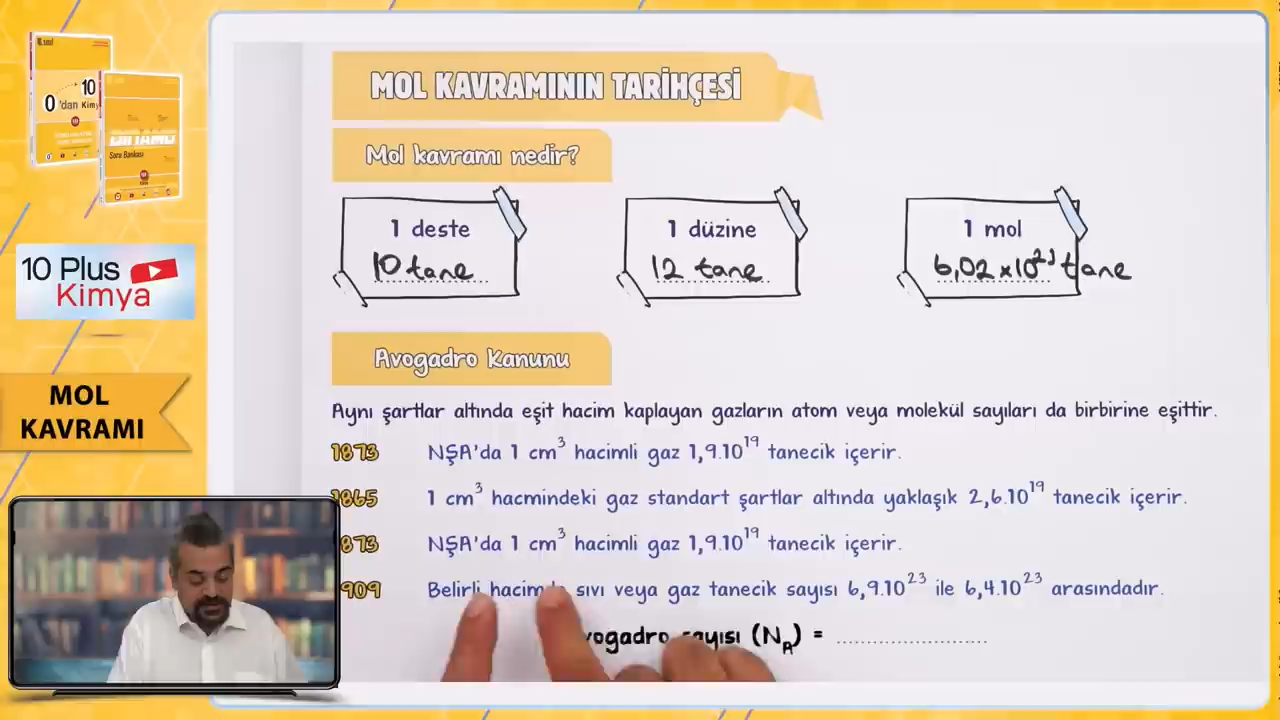 MOL KAVRAMININ TARİHÇESİ
Mol kavramı nedir?
1 deste
10 tane
1 düzine
12 tane
1 mol
6,02x10²³ tane
Avogadro Kanunu
Aynı şartlar altında eşit hacim kaplayan gazların atom veya molekül sayıları da birbirine eşittir.
1873 NŞA'da 1 cm³ hacimli gaz 1,9.10¹⁹ tanecik içerir.
1865 1 cm³ hacmindeki gaz standart şartlar altında yaklaşık 2,6.10¹⁹ tanecik içerir.
873 NŞA'da 1 cm³ hacimli gaz 1,9.10¹⁹ tanecik içerir.
909 Belirli sıvı veya gaz tanecik sayısı 6,9.10²³ ile 6,4.10²³ arasındadır.
vogadro sayısı (N_A) = ........................
10
0 'dan Kimy
Soru Bankası
10 Plus
Kimya
MOL
KAVRAMI